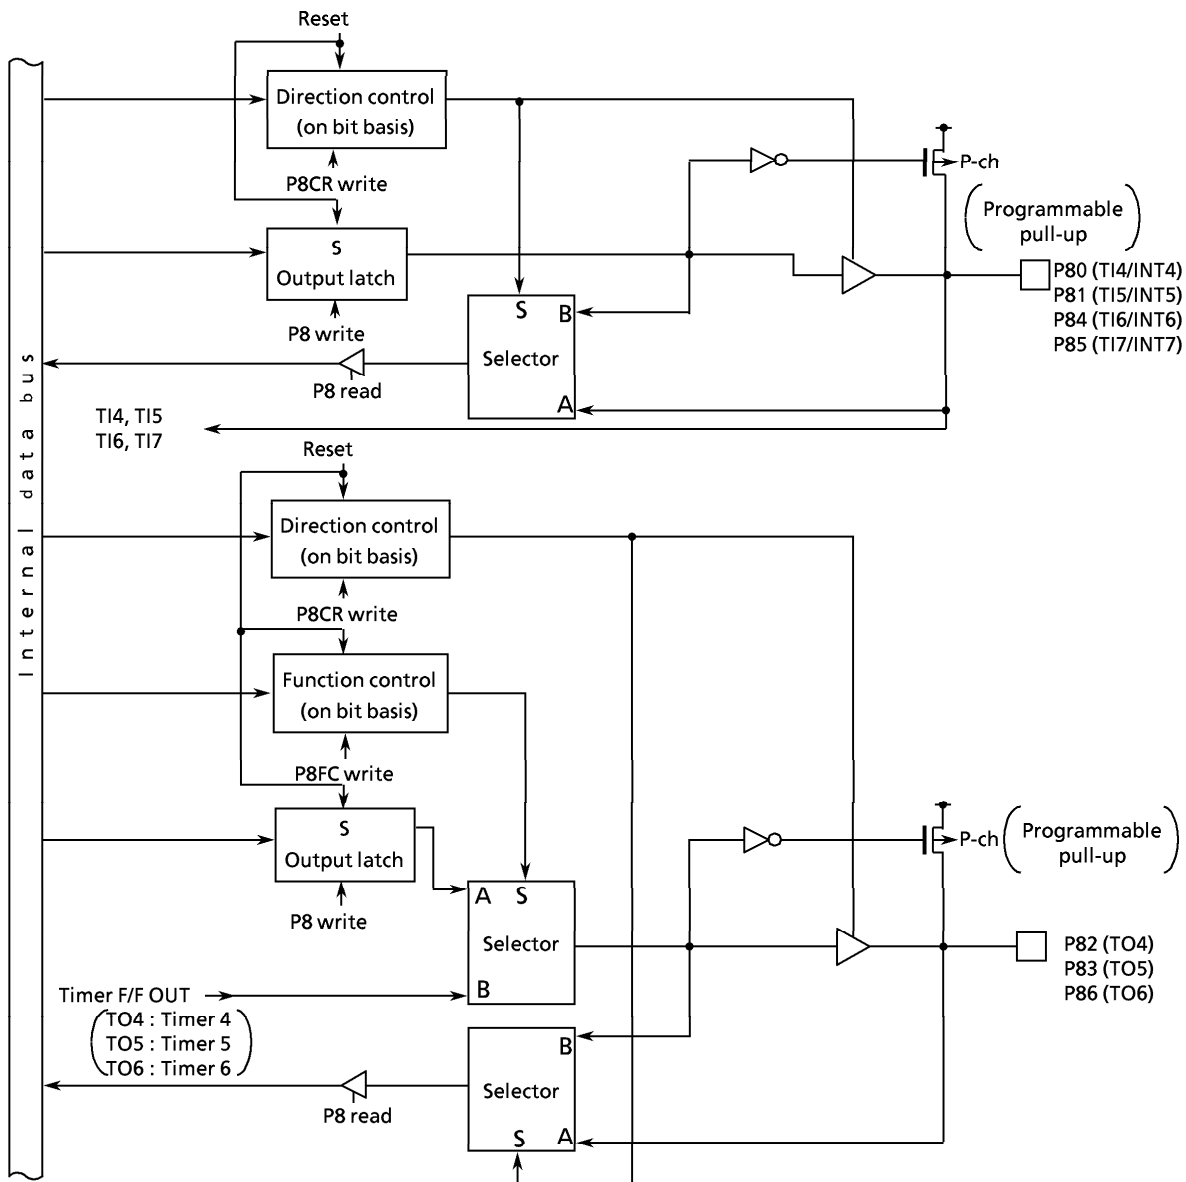 Reset
Direction control
(on bit basis)
P-ch
P8CR write
(Programmable
pull-up)
S
Output latch
P80 (TI4/INT4)
P81 (TI5/INT5)
P84 (TI6/INT6)
P85 (TI7/INT7)
S
B
P8 write
Selector
P8 read
A
TI4, TI5
TI6, TI7
Internal data bus
Reset
Direction control
(on bit basis)
P8CR write
Function control
(on bit basis)
P8FC write
S
Output latch
P-ch
(Programmable
pull-up)
A S
P8 write
Selector
B
P82 (TO4)
P83 (TO5)
P86 (TO6)
Timer F/F OUT
(TO4 : Timer 4
TO5 : Timer 5
TO6 : Timer 6)
B
Selector
P8 read
S A